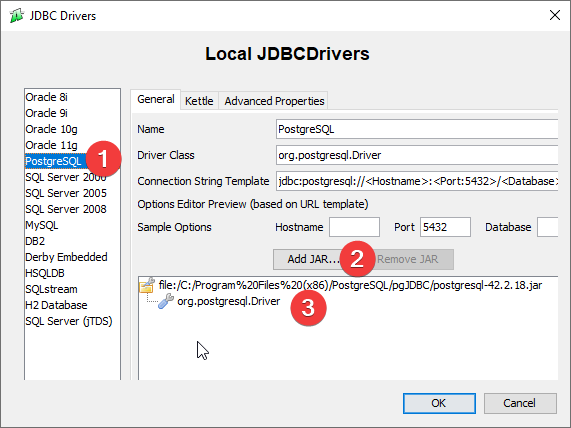 JDBC Drivers
Local JDBCDrivers
Oracle 8i
Oracle 9i
Oracle 10g
Oracle 11g
PostgreSQL
SQL Server 2000
SQL Server 2005
SQL Server 2008
MySQL
DB2
Derby Embedded
HSQLDB
SQLstream
H2 Database
SQL Server (jTDS)
1
General Kettle Advanced Properties
Name PostgreSQL
Driver Class org.postgresql.Driver
Connection String Template jdbc:postgresql://<Hostname>:<Port:5432>/<Database>
Options Editor Preview (based on URL template)
Sample Options Hostname Port 5432 Database
Add JAR... 2 Remove JAR
file:/C:/Program%20Files%20(x86)/PostgreSQL/pgJDBC/postgresql-42.2.18.jar
org.postgresql.Driver 3
OK Cancel